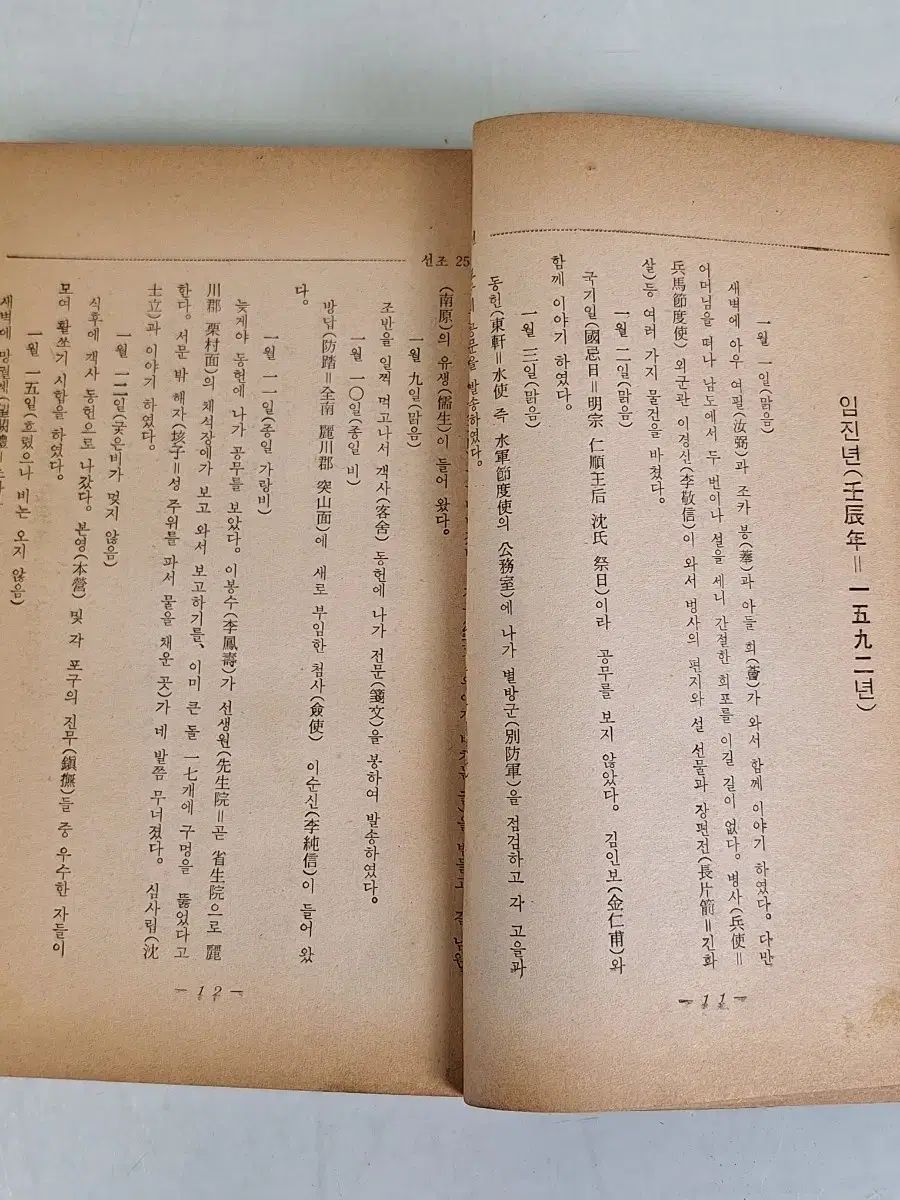 임진년(壬辰年=一五九二년)
一월 一일(맑음)
새벽에 아우 여필(汝弼)과 조카 봉(菶)과 아들 회(薈)가 와서 함께 이야기 하였다. 다만
어머님을 떠나 남도에서 두 번이나 설을 세니 간절한 회포를 이길 길이 없다. 병사(兵使=
兵馬節度使) 외군관 이경신(李敬信)이 와서 병사의 편지와 설 선물과 장편전(長片箭=긴화
살)등 여러 가지 물건을 바쳤다.
一월 二일(맑음)
국기일(國忌日=明宗 仁順王后 沈氏 祭日)이라 공무를 보지 않았다. 김인보(金仁甫)와
함께 이야기 하였다.
一월 三일(맑음)
동헌(東軒=水使 즉 水軍節度使의 公務室)에 나가 별방군(別防軍)을 점검하고 각 고을과
공문을 발송하였다.
－11－
선조 25
(南原)의 유생(儒生)이 들어 왔다.
一월 九일(맑음)
조반을 일찍 먹고나서 객사(客舍) 동헌에 나가 전문(箋文)을 봉하여 발송하였다.
一월 一〇일(종일 비)
방답(防踏=全南 麗川郡 突山面)에 새로 부임한 첨사(僉使) 이순신(李純信)이 들어 왔
다.
一월 一一일(종일 가랑비)
늦게야 동헌에 나가 공무를 보았다. 이봉수(李鳳壽)가 선생원(先生院=곧 省生院으로 麗
川郡 栗村面)의 채석장에가 보고 와서 보고하기를, 이미 큰 돌 一七개에 구멍을 뚫었다고
한다. 서문 밖 해자(垓子=성 주위를 파서 물을 채운 곳)가 네 발쯤 무너졌다. 심사립(沈
士立)과 이야기 하였다.
一월 一二일(궂은비가 멎지 않음)
식후에 객사 동헌으로 나갔다. 본영(本營) 및 각 포구의 진무(鎭撫)들 중 우수한 자들이
모여 활쏘기 시합을 하였다.
一월 一五일(흐렸으나 비는 오지 않음)
새벽에 망궐례(望闕禮=
－12－